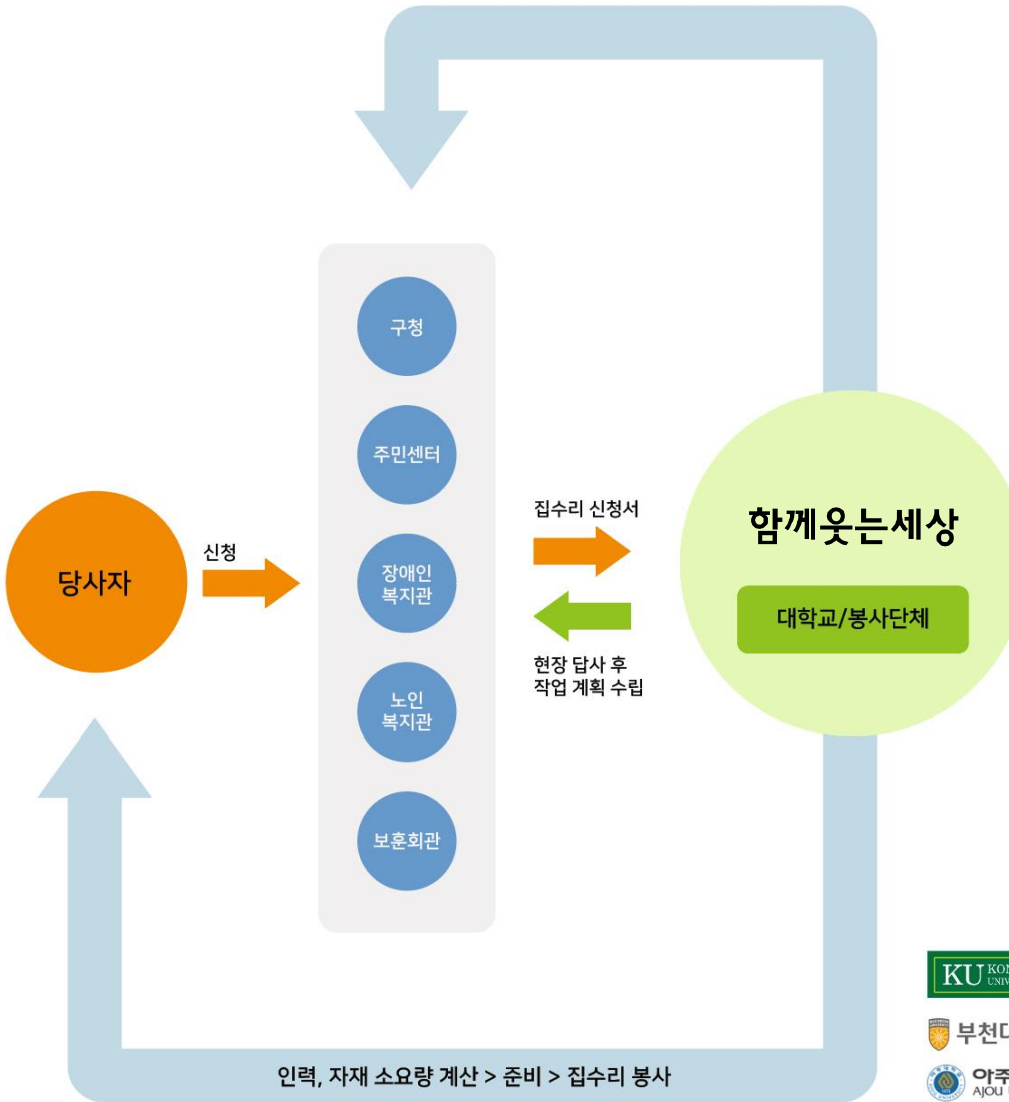 구청
주민센터
장애인
복지관
노인
복지관
보훈회관
당사자
신청
집수리 신청서
현장 답사 후
작업 계획 수립
함께웃는세상
대학교/봉사단체
인력, 자재 소요량 계산 > 준비 > 집수리 봉사
KU
AJOU